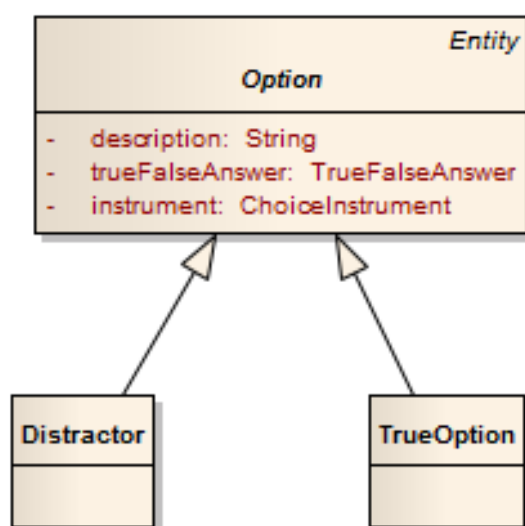 Entity
Option
- description: String
- trueFalseAnswer: TrueFalseAnswer
- instrument: ChoiceInstrument
Distractor
TrueOption